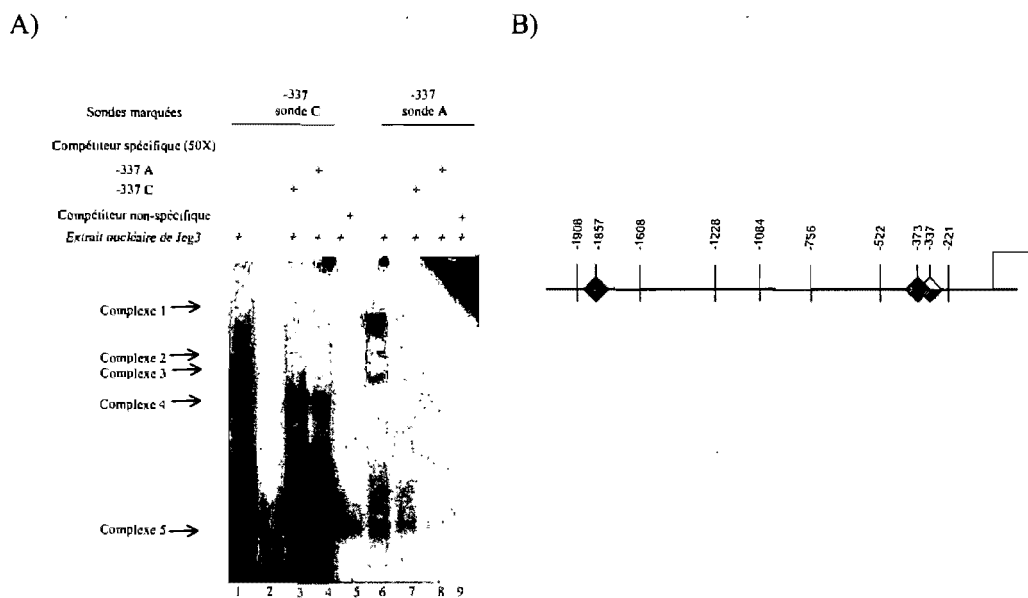 A)
B)
-337
-337
Sondes marquées
sonde C
sonde A
Compétiteur spécifique (50X)
-337 A
+
+
-337 C
+
+
Compétiteur non-spécifique
+
+
Extrait nucléaire de Jeg3
+ + + + + + + +
Complexe 1
Complexe 2
Complexe 3
Complexe 4
Complexe 5
1 2 3 4 5 6 7 8 9
-1908
-1857
-1608
-1228
-1084
-756
-522
-373
-337
-221